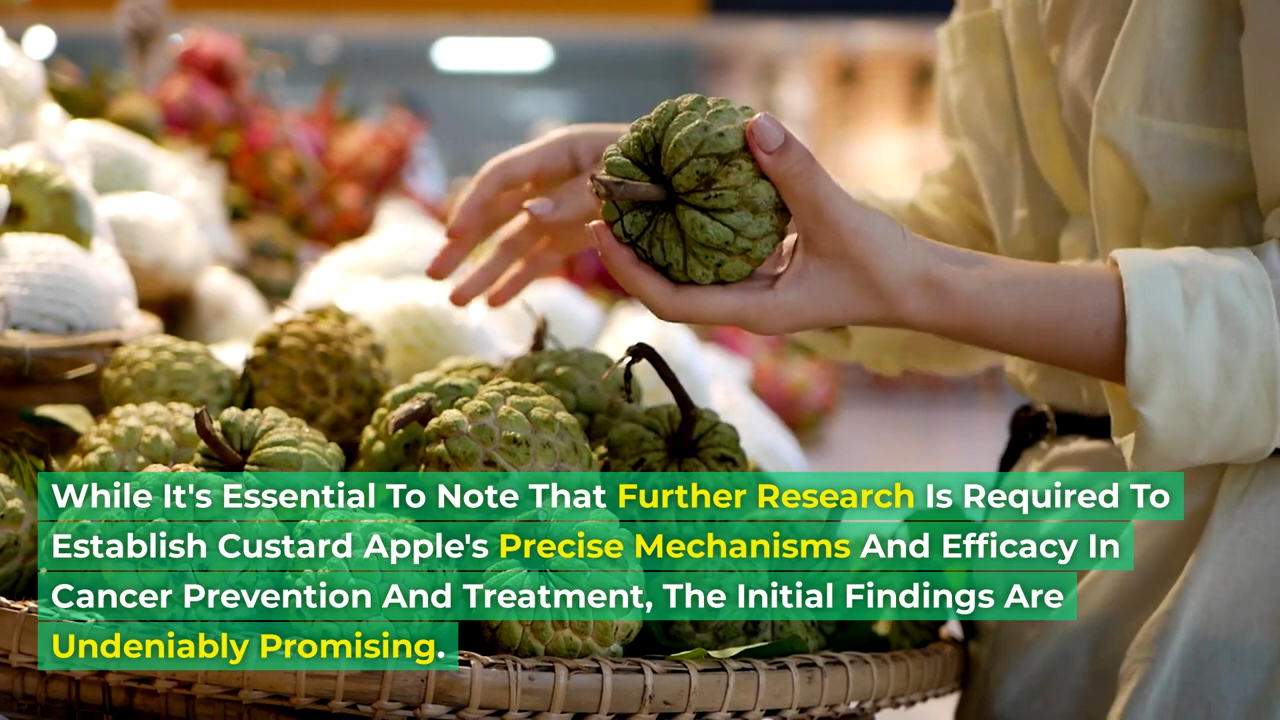 While It's Essential To Note That Further Research Is Required To
Establish Custard Apple's Precise Mechanisms And Efficacy In
Cancer Prevention And Treatment, The Initial Findings Are
Undeniably Promising.